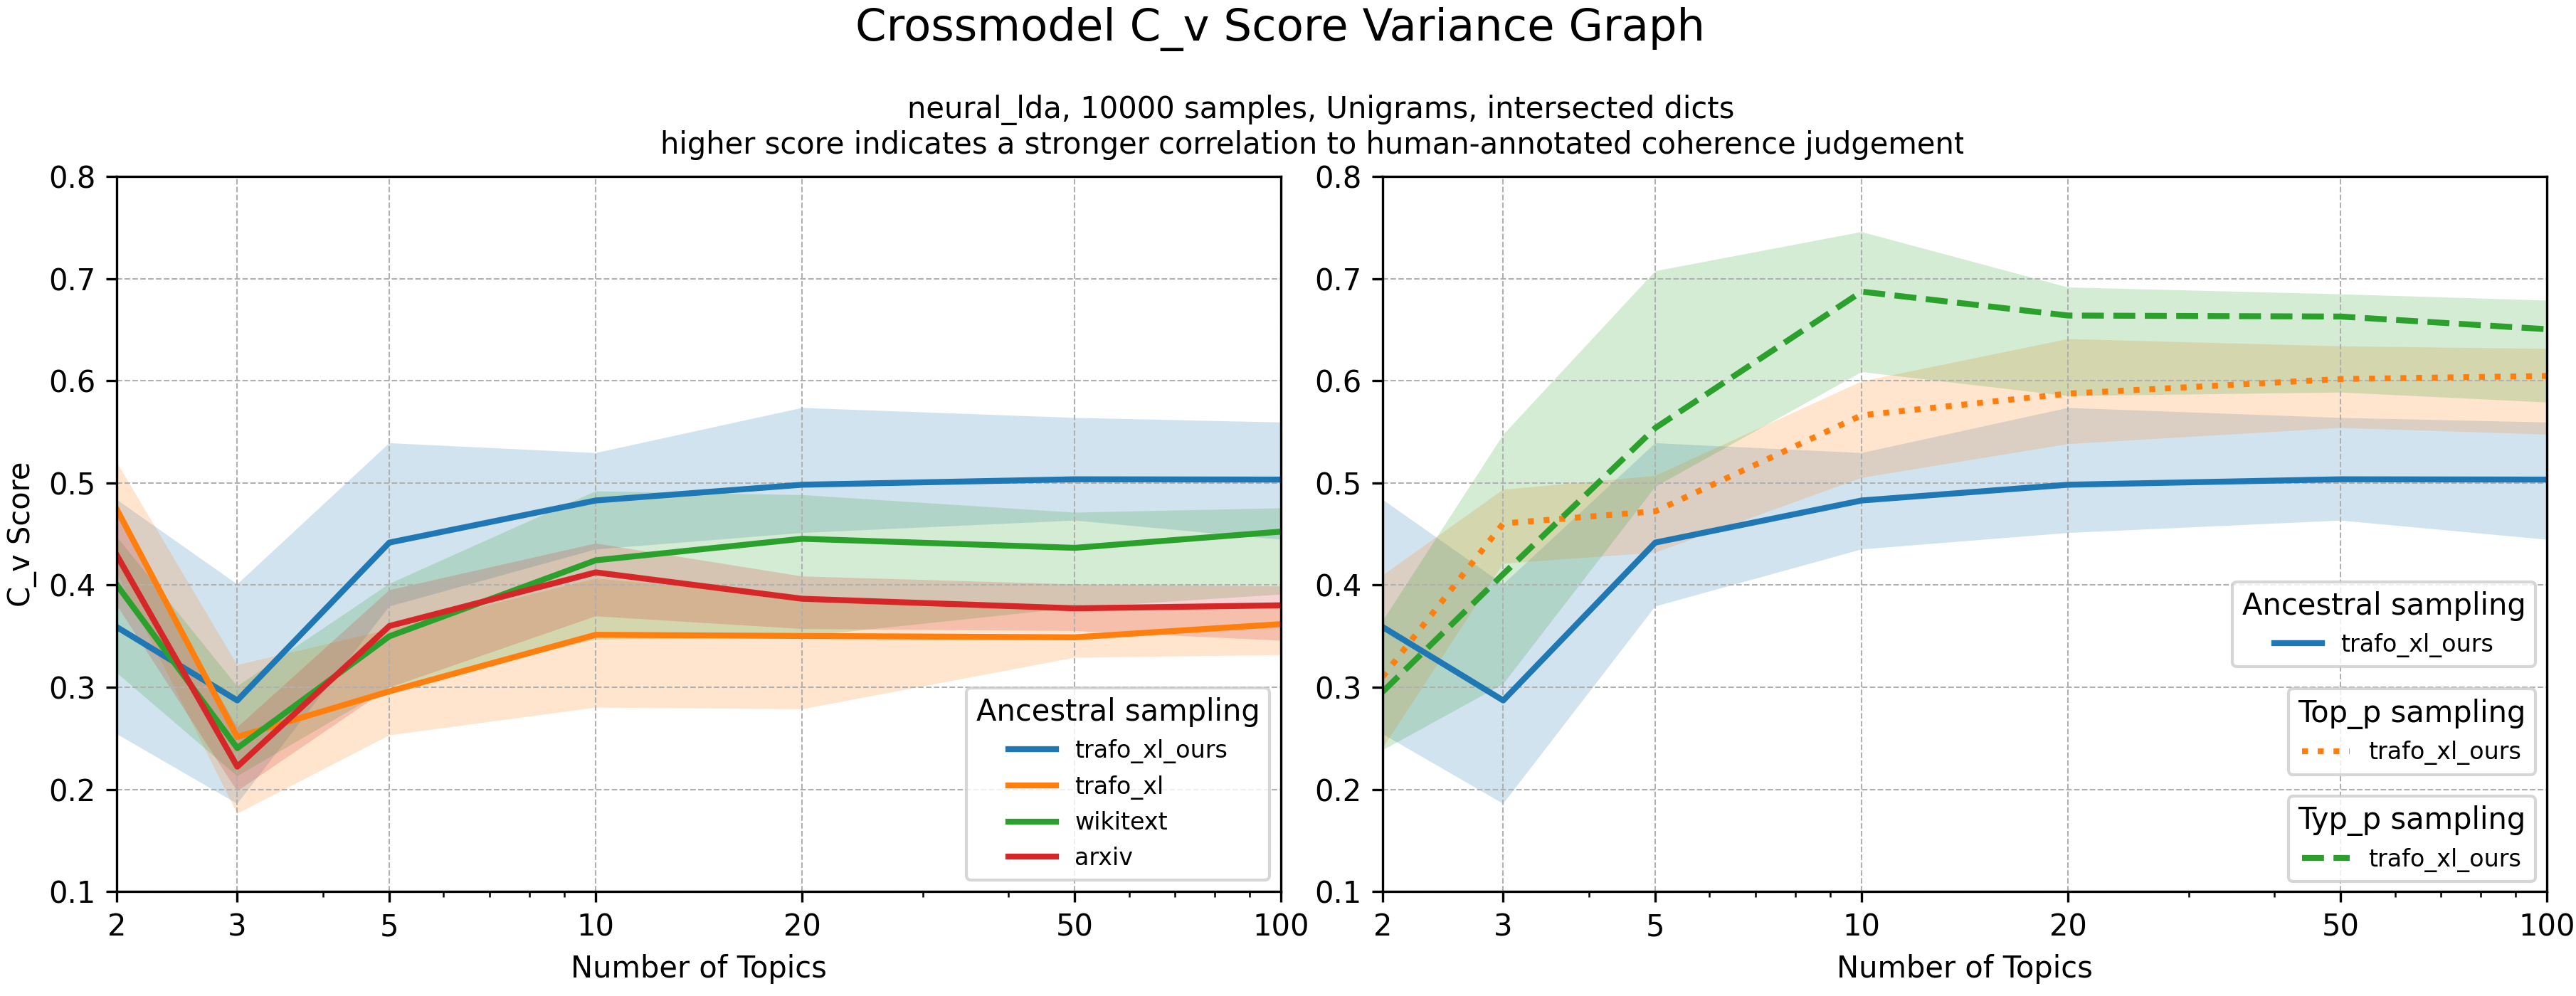 Crossmodel C_v Score Variance Graph
neural_lda, 10000 samples, Unigrams, intersected dicts
higher score indicates a stronger correlation to human-annotated coherence judgement
C_v Score
0.8
0.7
0.6
0.5
0.4
0.3
0.2
0.1
2 3 5 10 20 50 100
Number of Topics
Ancestral sampling
trafo_xl_ours
trafo_xl
wikitext
arxiv
0.8
0.7
0.6
0.5
0.4
0.3
0.2
0.1
2 3 5 10 20 50 100
Number of Topics
Ancestral sampling
trafo_xl_ours
Top_p sampling
trafo_xl_ours
Typ_p sampling
trafo_xl_ours